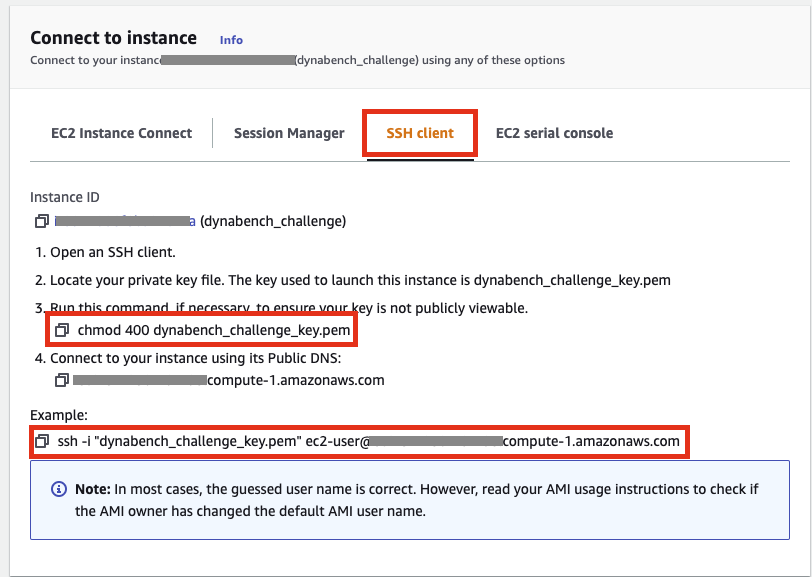 Connect to instance Info
Connect to your instance (dynabench_challenge) using any of these options
EC2 Instance Connect Session Manager SSH client EC2 serial console
Instance ID
a (dynabench_challenge)
1. Open an SSH client.
2. Locate your private key file. The key used to launch this instance is dynabench_challenge_key.pem
3. Run this command, if necessary, to ensure your key is not publicly viewable.
chmod 400 dynabench_challenge_key.pem
4. Connect to your instance using its Public DNS:
compute-1.amazonaws.com
Example:
ssh -i "dynabench_challenge_key.pem" ec2-user@ compute-1.amazonaws.com
Note: In most cases, the guessed user name is correct. However, read your AMI usage instructions to check if
the AMI owner has changed the default AMI user name.